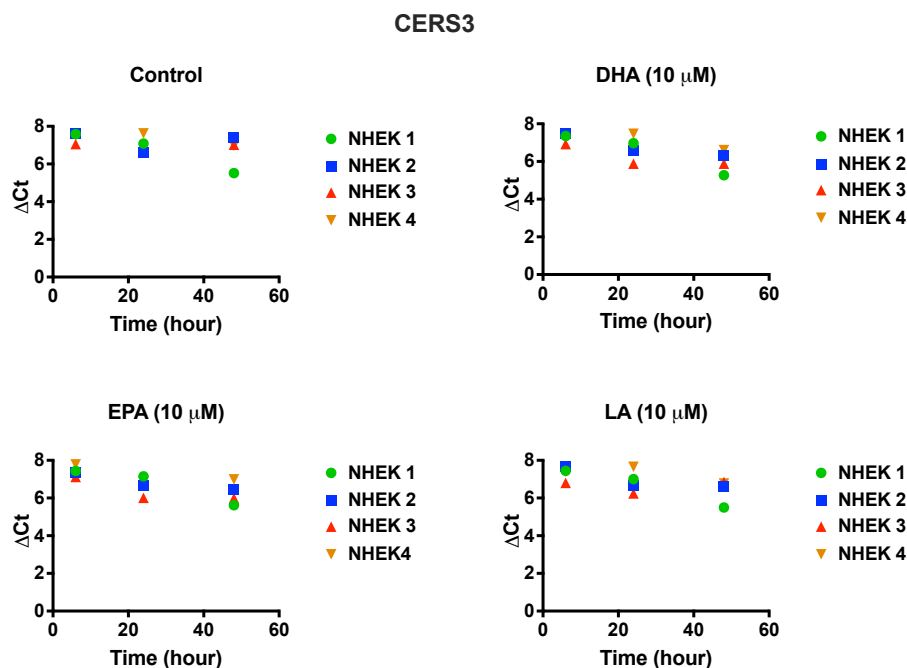 CERS3
Control
ΔCt
8
6
4
2
0
0 20 40 60
Time (hour)
NHEK 1
NHEK 2
NHEK 3
NHEK 4
DHA (10 μM)
ΔCt
8
6
4
2
0
0 20 40 60
Time (hour)
NHEK 1
NHEK 2
NHEK 3
NHEK 4
EPA (10 μM)
ΔCt
8
6
4
2
0
0 20 40 60
Time (hour)
NHEK 1
NHEK 2
NHEK 3
NHEK4
LA (10 μM)
ΔCt
8
6
4
2
0
0 20 40 60
Time (hour)
NHEK 1
NHEK 2
NHEK 3
NHEK 4